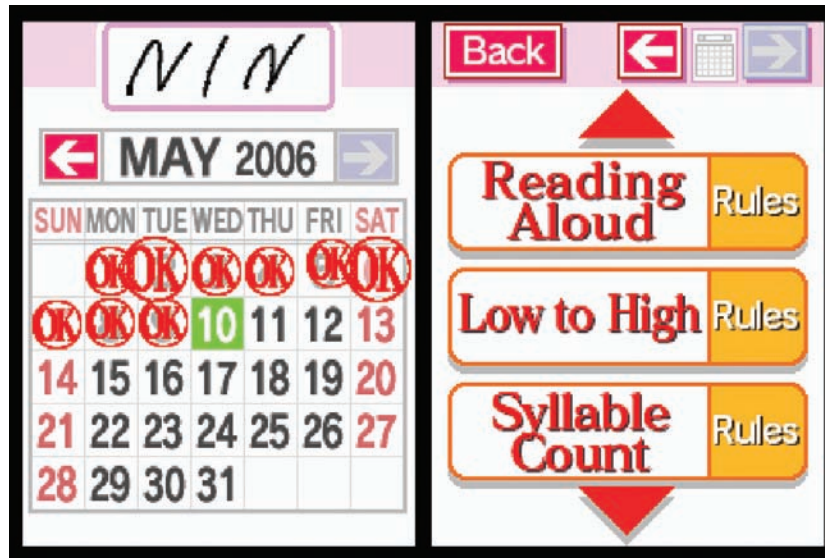 NIN
MAY 2006
SUN MON TUE WED THU FRI SAT
OK OK OK OK OK OK
OK OK OK 10 11 12 13
14 15 16 17 18 19 20
21 22 23 24 25 26 27
28 29 30 31
Back
Reading
Aloud
Rules
Low to High Rules
Syllable
Count
Rules